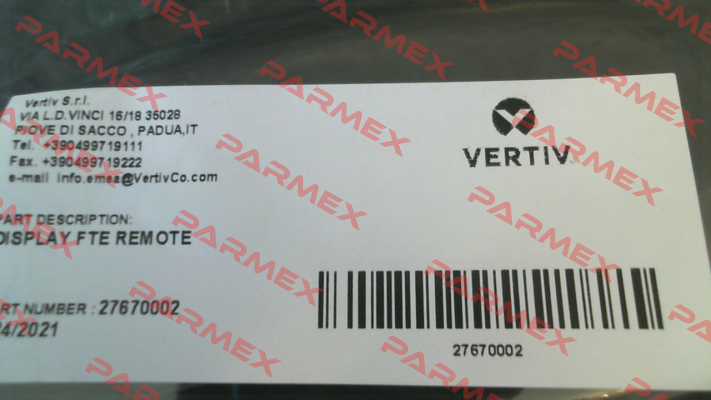 Vertiv S.r.l.
VIA L.D.VINCI 16/18 35028
PIOVE DI SACCO , PADUA,IT
Tel. +390499719111
Fax. +390499719222
e-mail info.emea@VertivCo.com
VERTIV
PART DESCRIPTION:
DISPLAY FTE REMOTE
RT NUMBER : 27670002
4/2021
27670002
PARMEX
PARMEX
PARMEX
PARMEX
PARMEX
PARMEX
PARMEX
PARMEX
PARMEX
PARMEX
PARMEX